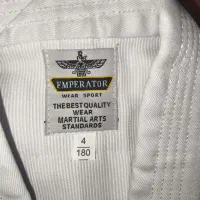 EMPERATOR
WEAR SPORT
THE BEST QUALITY
WEAR
MARTIAL ARTS
STANDARDS
4
180